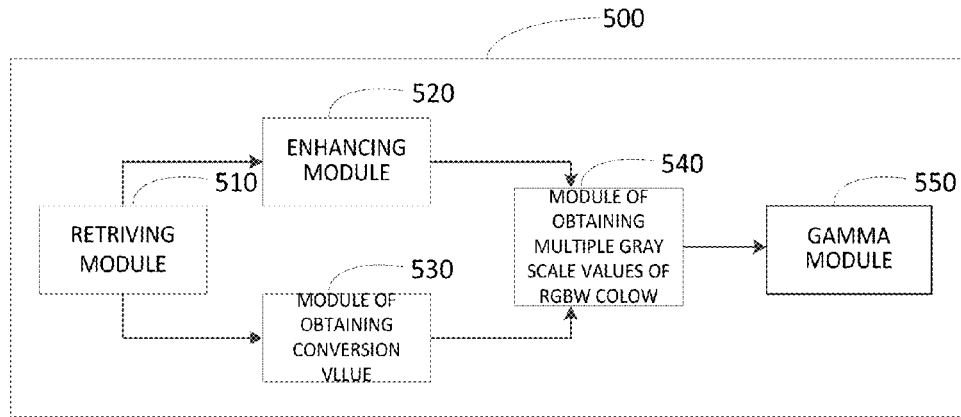 500
520
ENHANCING
MODULE
510
RETRIVING
MODULE
530
MODULE OF
OBTAINING
CONVERSION
VLLUE
540
MODULE OF
OBTAINING
MULTIPLE GRAY
SCALE VALUES OF
RGBW COLOW
550
GAMMA
MODULE